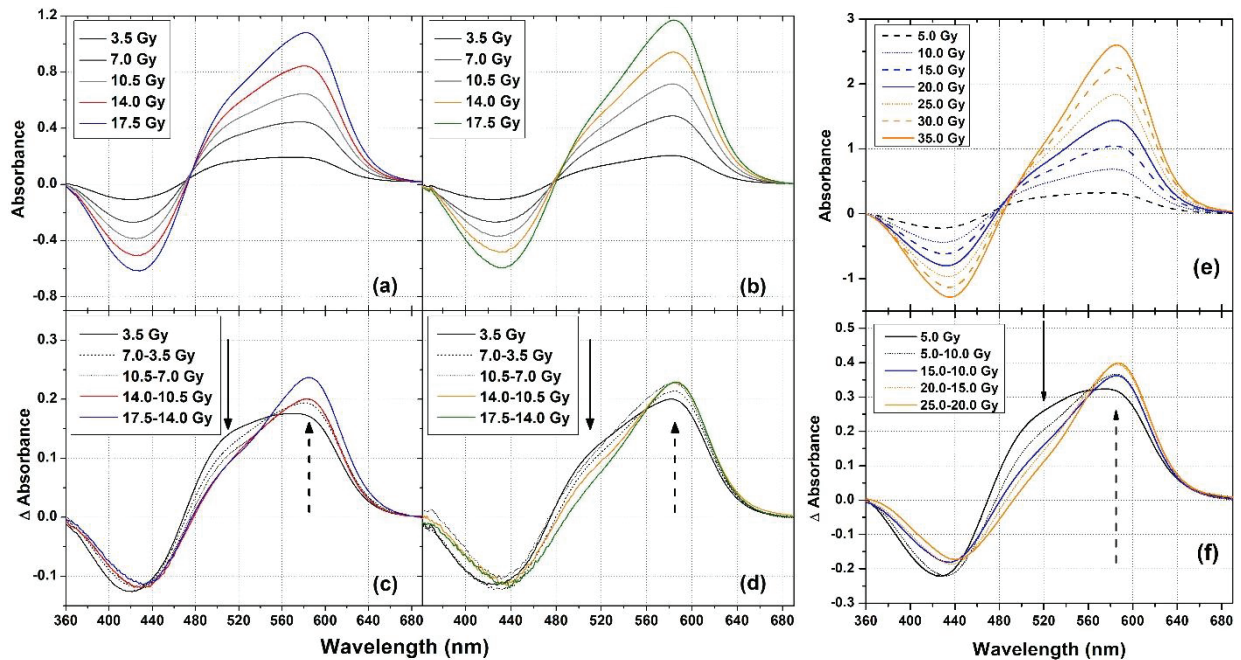 1.2
0.8
0.4
0.0
-0.4
-0.8
Absorbance
3.5 Gy
7.0 Gy
10.5 Gy
14.0 Gy
17.5 Gy
(a)
3.5 Gy
7.0 Gy
10.5 Gy
14.0 Gy
17.5 Gy
(b)
3
2
1
0
-1
Absorbance
5.0 Gy
10.0 Gy
15.0 Gy
20.0 Gy
25.0 Gy
30.0 Gy
35.0 Gy
(e)
0.3
0.2
0.1
0.0
-0.1
Δ Absorbance
3.5 Gy
7.0-3.5 Gy
10.5-7.0 Gy
14.0-10.5 Gy
17.5-14.0 Gy
(c)
3.5 Gy
7.0-3.5 Gy
10.5-7.0 Gy
14.0-10.5 Gy
17.5-14.0 Gy
(d)
0.5
0.4
0.3
0.2
0.1
0.0
-0.1
-0.2
-0.3
Δ Absorbance
5.0 Gy
5.0-10.0 Gy
15.0-10.0 Gy
20.0-15.0 Gy
25.0-20.0 Gy
(f)
360 400 440 480 520 560 600 640 680
400 440 480 520 560 600 640 680
360 400 440 480 520 560 600 640 680
Wavelength (nm)
Wavelength (nm)